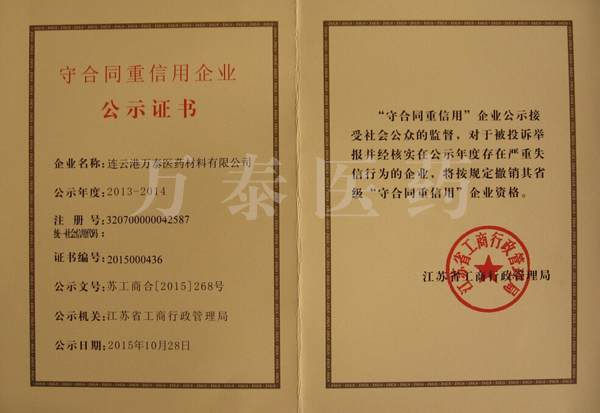 守合同重信用企业
公示证书
企业名称:连云港万泰医药材料有限公司
公示年度:2013-2014
注 册 号:320700000042587
统一社会信用代码:
证书编号:2015000436
公示文号:苏工商合[2015]268号
公示机关:江苏省工商行政管理局
公示日期:2015年10月28日
“守合同重信用”企业公示接
受社会公众的监督,对于被投诉举
报并经核实在公示年度存在严重失
信行为的企业,将按规定撤销其省
级“守合同重信用”企业资格。
江苏省工商行政管理局
江苏省工商行政管理局
万泰医药